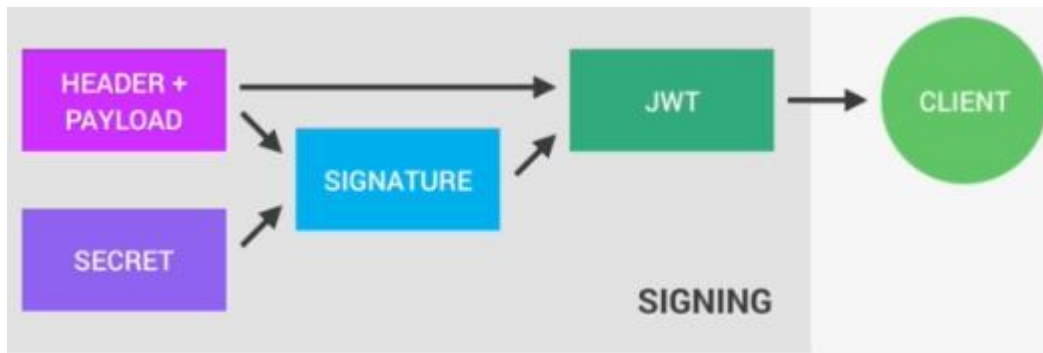 HEADER +
PAYLOAD
JWT
CLIENT
SIGNATURE
SECRET
SIGNING